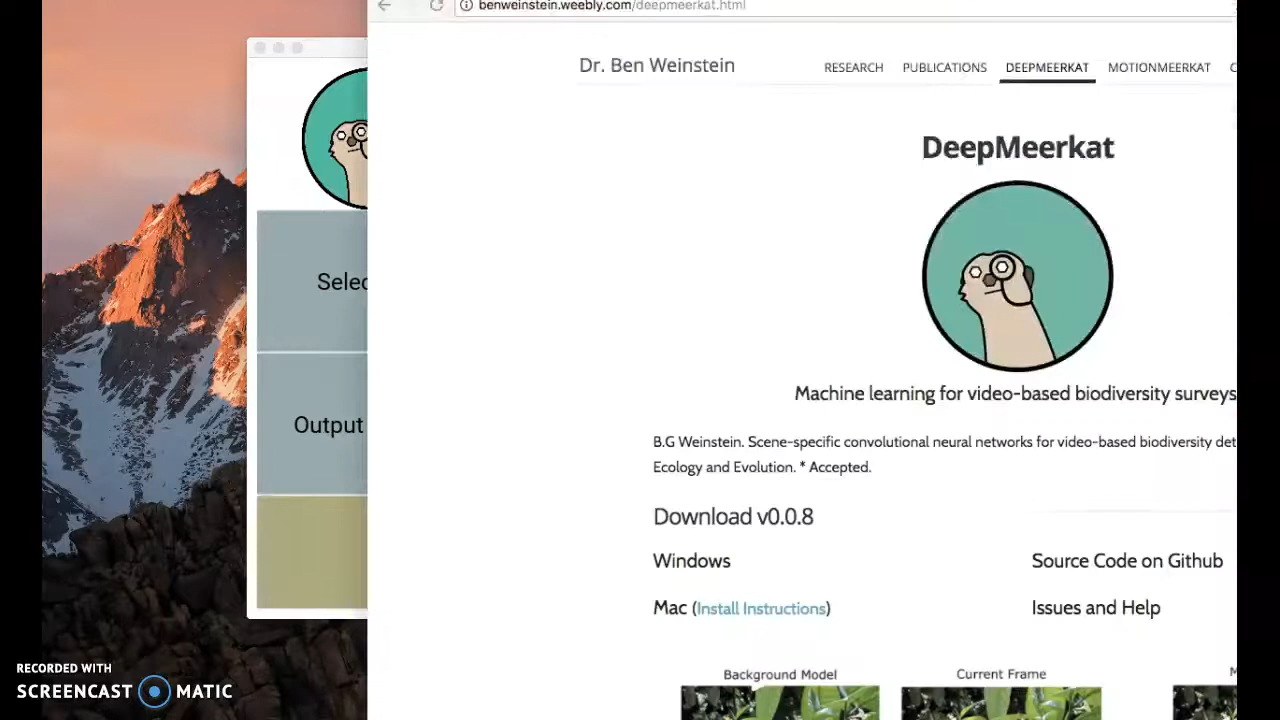 benweinstein.weebly.com/deepmeerkat.html
Dr. Ben Weinstein
RESEARCH PUBLICATIONS DEEPMEERKAT MOTIONMEERKAT
DeepMeerkat
Machine learning for video-based biodiversity surveys
B.G Weinstein. Scene-specific convolutional neural networks for video-based biodiversity det
Ecology and Evolution. * Accepted.
Download v0.0.8
Windows
Source Code on Github
Mac (Install Instructions)
Issues and Help
Background Model
Current Frame
Selec
Output
RECORDED WITH
SCREENCAST MATIC